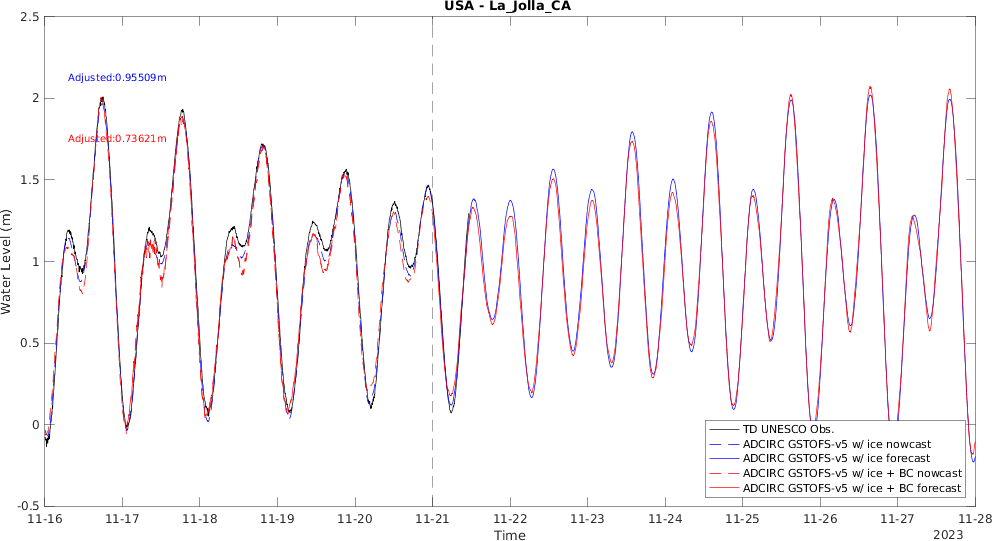 USA - La_Jolla_CA
2.5
2
1.5
1
0.5
0
-0.5
Water Level (m)
Adjusted:0.95509m
Adjusted:0.73621m
TD UNESCO Obs.
ADCIRC GSTOFS-v5 w/ ice nowcast
ADCIRC GSTOFS-v5 w/ ice forecast
ADCIRC GSTOFS-v5 w/ ice + BC nowcast
ADCIRC GSTOFS-v5 w/ ice + BC forecast
11-16 11-17 11-18 11-19 11-20 11-21 11-22 11-23 11-24 11-25 11-26 11-27 11-28
Time
2023